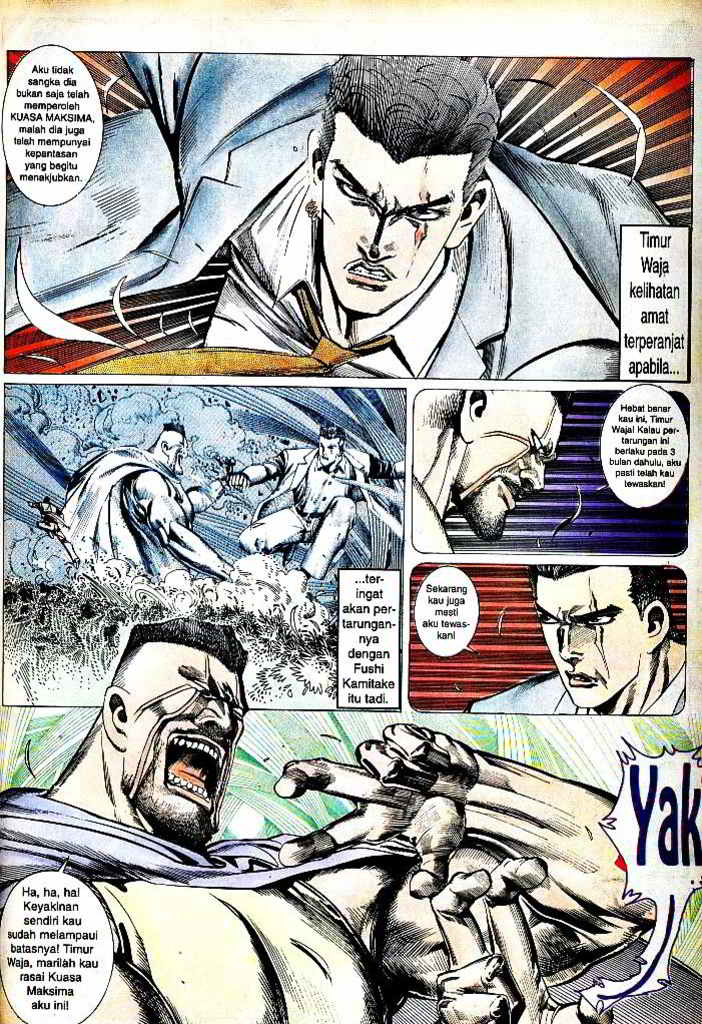 Aku tidak
sangka dia
bukan saja telah
memperoleh
KUASA MAKSIMA,
malah dia juga
telah mempunyai
kepantasan
yang begitu
menakjubkan.
Timur
Waja
kelihatan
amat
terperanjat
apabila...
...ter-
ingat
akan per-
tarungan-
nya
dengan
Fushi
Kamitake
itu tadi.
Hebat benar
kau ini, Timur
Waja! Kalau per-
tarungan ini
berlaku pada 3
bulan dahulu, aku
pasti telah kau
tewaskan!
Sekarang
kau juga
mesti
aku tewas-
kan!
Yak
Ha, ha, ha!
Keyakinan
sendiri kau
sudah melampaui
batasnya! Timur
Waja, marilah kau
rasai Kuasa
Maksima
aku ini!